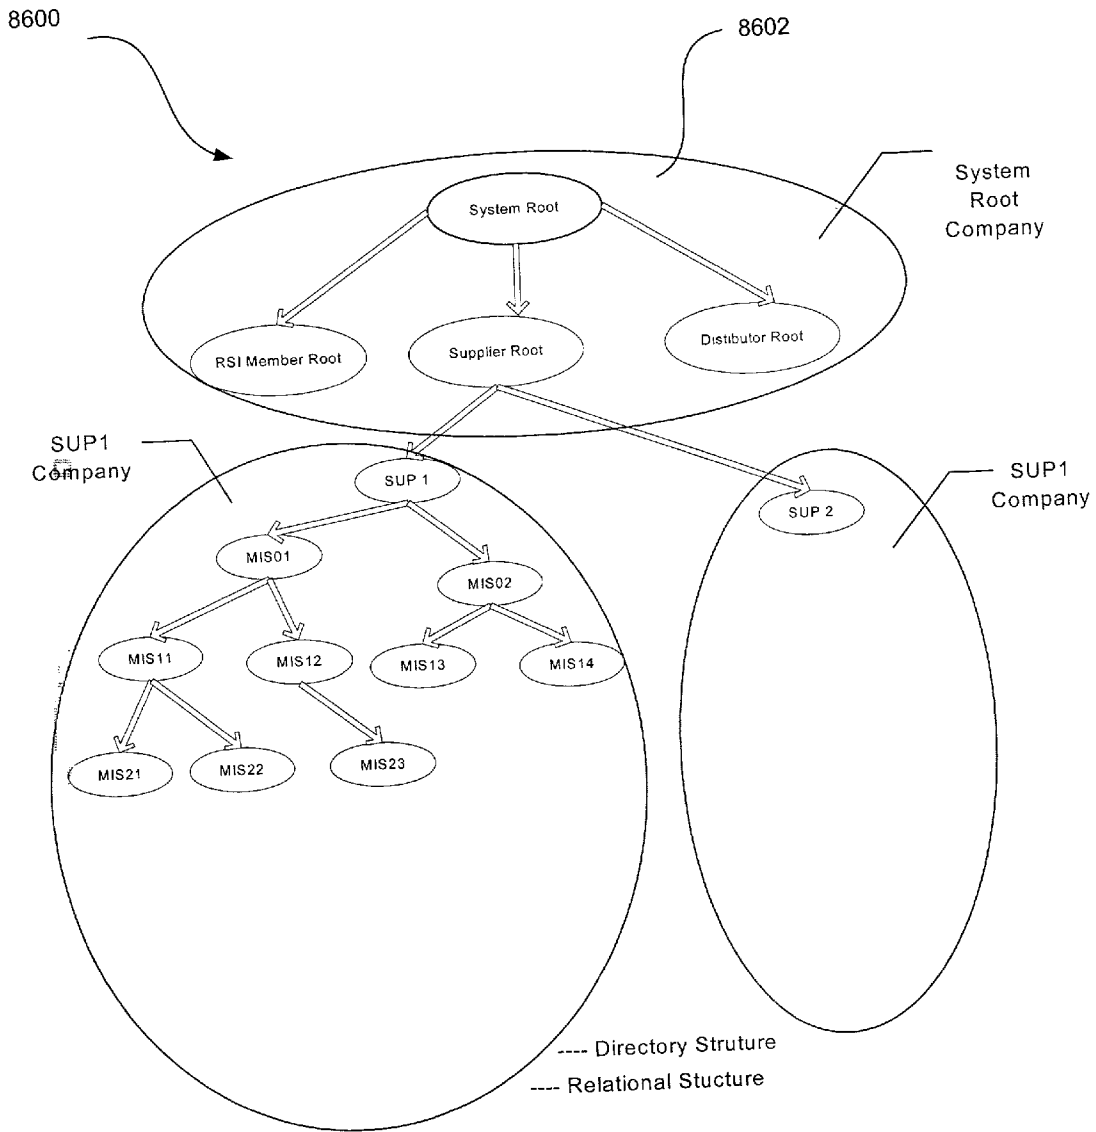 8600
8602
System
Root
Company
System Root
RSI Member Root
Supplier Root
Distibutor Root
SUP1
Company
SUP 1
SUP1
Company
SUP 2
MIS01
MIS02
MIS11
MIS12
MIS13
MIS14
MIS21
MIS22
MIS23
---- Directory Struture
---- Relational Stucture